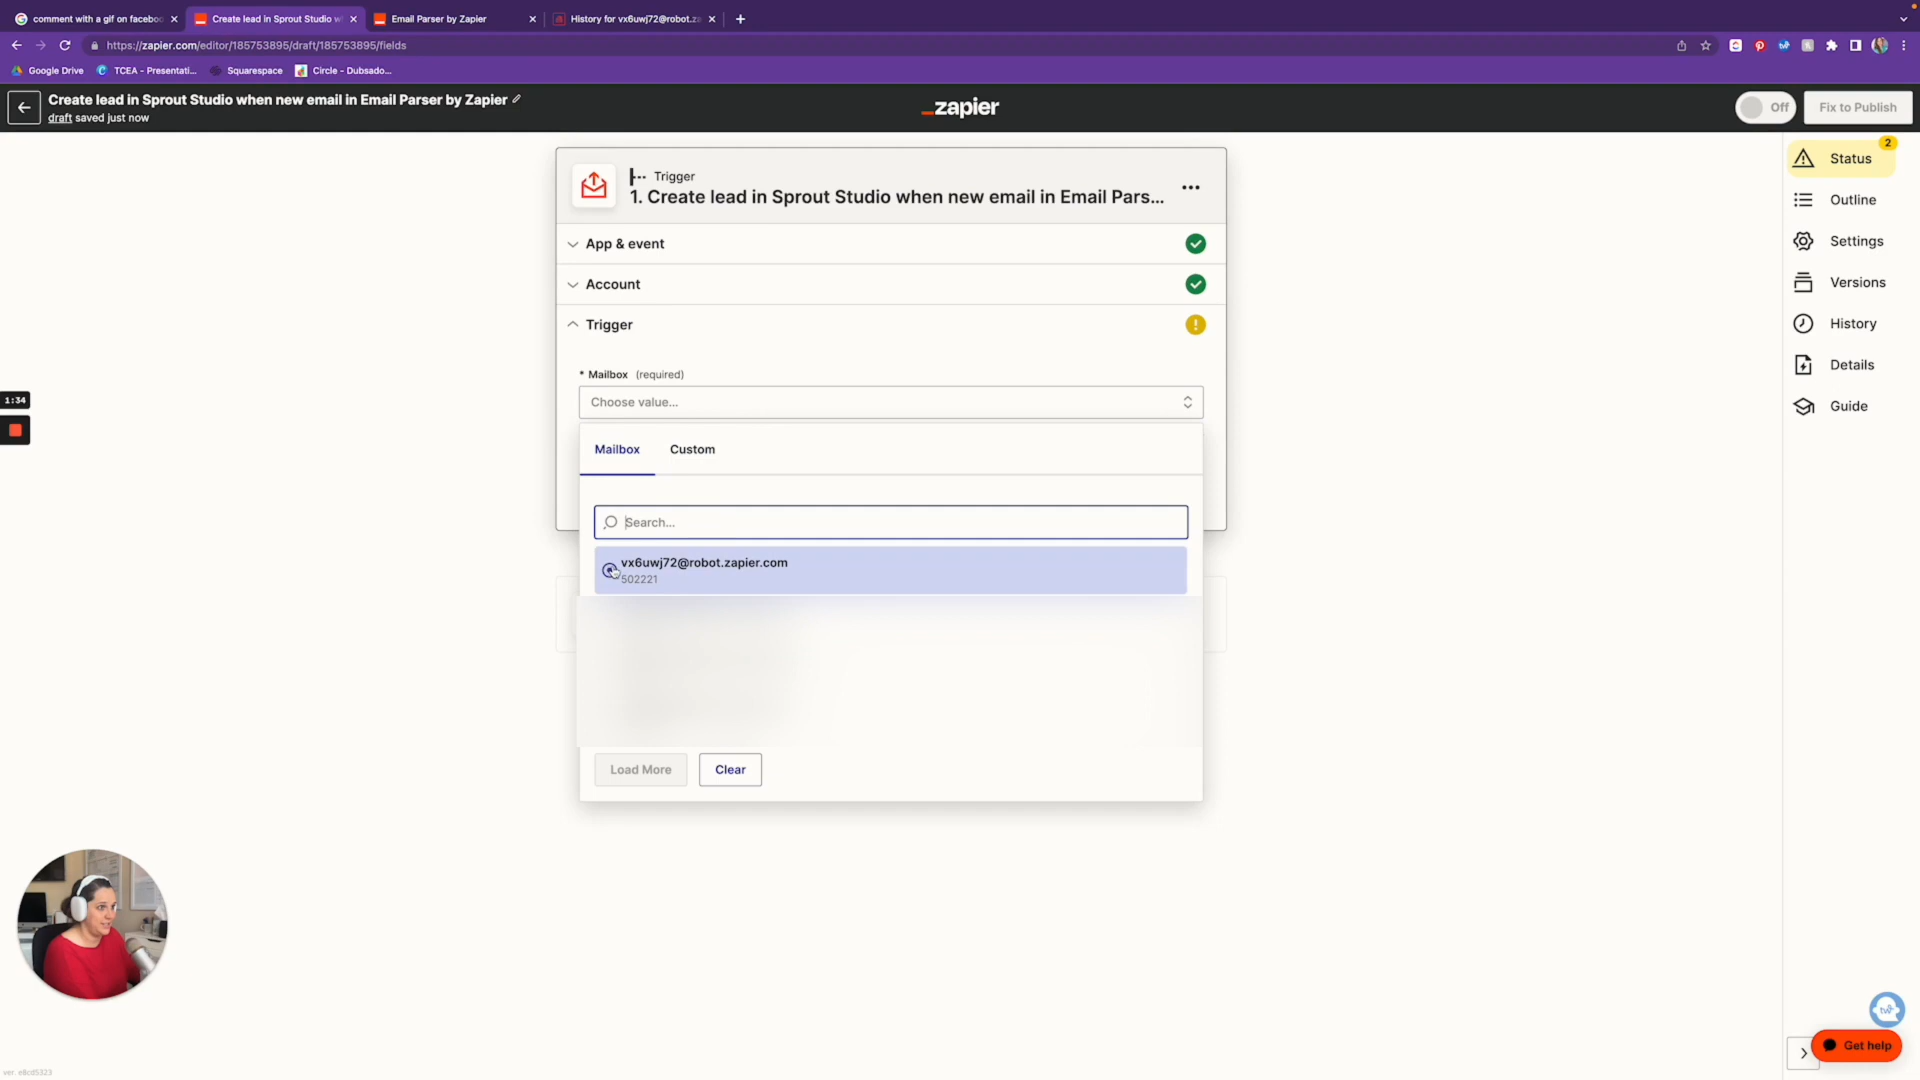 comment with a gif on faceboo
Create lead in Sprout Studio w
Email Parser by Zapier
History for vx6uwj72@robot.za
https://zapier.com/editor/185753895/draft/185753895/fields
Google Drive
TCEA - Presentati...
Squarespace
Circle - Dubsado...
Create lead in Sprout Studio when new email in Email Parser by Zapier
draft saved just now
zapier
Off
Fix to Publish
Trigger
1. Create lead in Sprout Studio when new email in Email Pars...
App & event
Account
Trigger
* Mailbox (required)
Choose value...
Mailbox
Custom
Search...
vx6uwj72@robot.zapier.com
502221
Load More
Clear
2
Status
Outline
Settings
Versions
History
Details
Guide
1:34
Get help
ver. e8cd5323